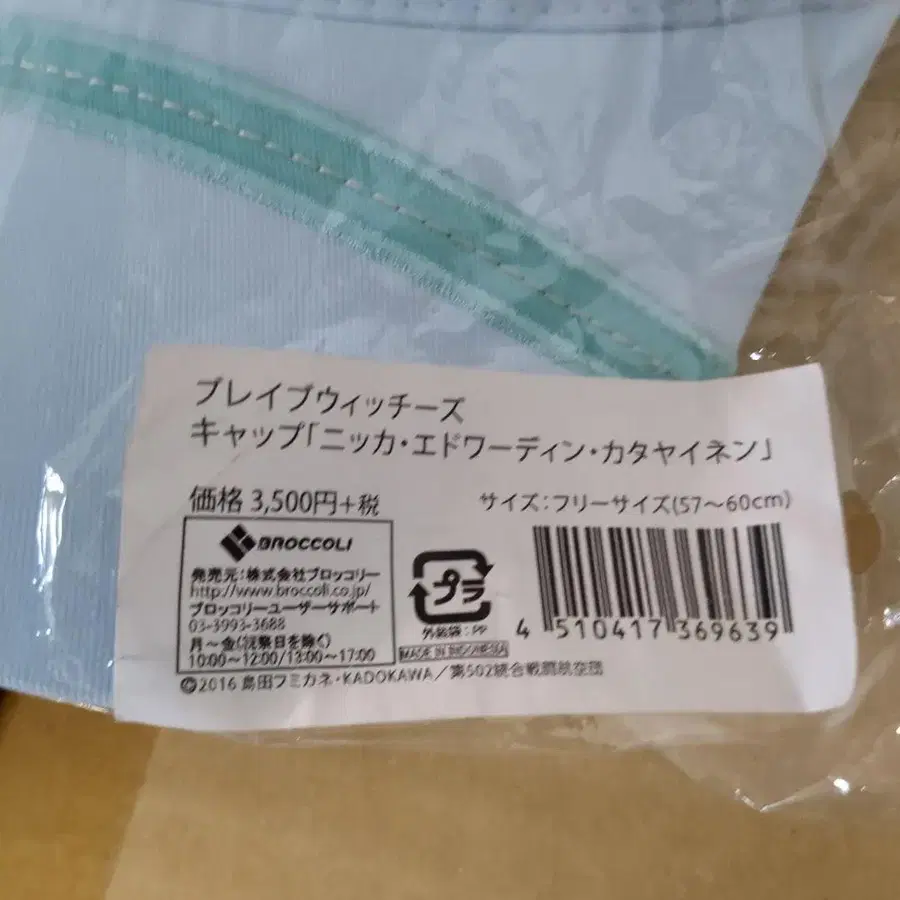 ブレイブウィッチーズ
キャップ「ニッカ・エドワーディン・カタヤイネン」
価格 3,500円+税
サイズ:フリーサイズ(57〜60cm)
BROCCOLI
発売元:株式会社ブロッコリー
http://www.broccoli.co.jp/
ブロッコリーユーザーサポート
03-3993-3688
月〜金(祝祭日を除く)
10:00〜12:00/13:00〜17:00
プラ
外装袋:PP
MADE IN INDONESIA
4 510417 369639
©2016 島田フミカネ・KADOKAWA/第502統合戦闘航空団